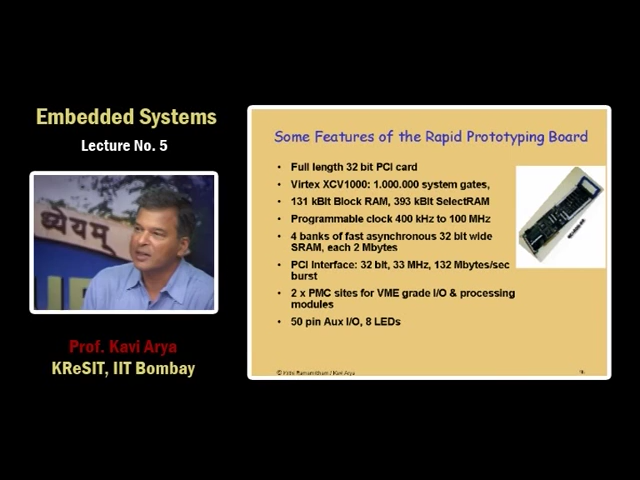 Embedded Systems
Lecture No. 5
ध्येयम्
Prof. Kavi Arya
KReSIT, IIT Bombay
Some Features of the Rapid Prototyping Board
• Full length 32 bit PCI card
• Virtex XCV1000: 1.000.000 system gates,
• 131 kBit Block RAM, 393 kBit SelectRAM
• Programmable clock 400 kHz to 100 MHz
• 4 banks of fast asynchronous 32 bit wide
SRAM, each 2 Mbytes
• PCI Interface: 32 bit, 33 MHz, 132 Mbytes/sec
burst
• 2 x PMC sites for VME grade I/O & processing
modules
• 50 pin Aux I/O, 8 LEDs
© Krithi Ramamritham / Kavi Arya